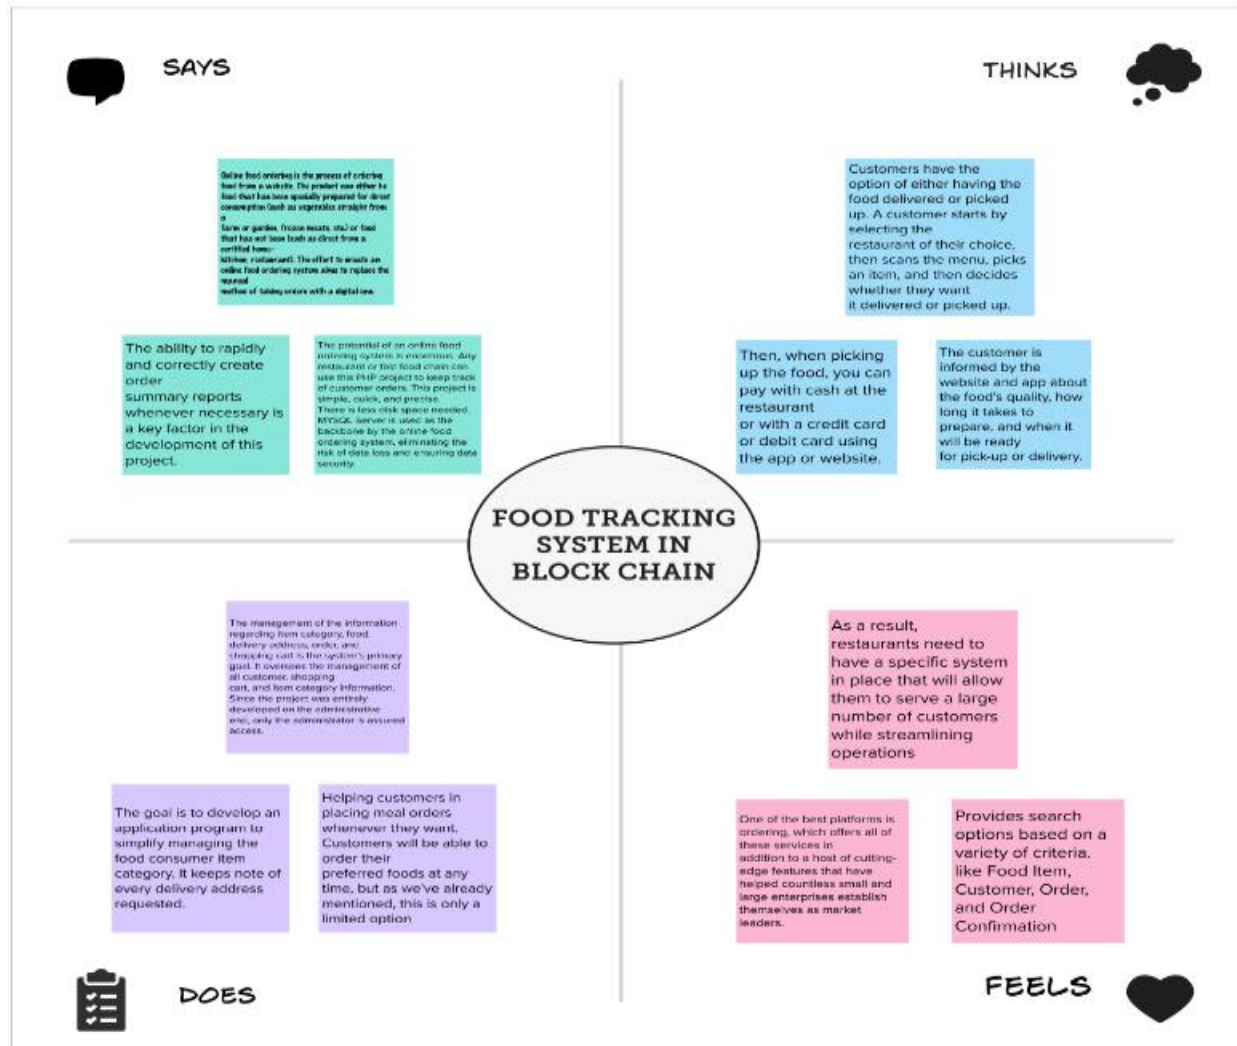 SAYS
THINKS
Online food ordering is the process of ordering
food from a website. The product can either be
food that has been specially prepared for direct
consumption (such as vegetables straight from
a
farm or garden, frozen meats, etc.) or food
that has not been (such as direct from a
certified home-
kitchen, restaurant). The effort to create an
online food ordering system aims to replace the
manual
method of taking orders with a digital one.
The ability to rapidly
and correctly create
order
summary reports
whenever necessary is
a key factor in the
development of this
project.
The potential of an online food
ordering system is enormous. Any
restaurant or fast food chain can
use this PHP project to keep track
of customer orders. This project is
simple, quick, and precise.
There is less disk space needed.
MYSQL Server is used as the
backbone by the online food
ordering system, eliminating the
risk of data loss and ensuring data
security.
Customers have the
option of either having the
food delivered or picked
up. A customer starts by
selecting the
restaurant of their choice,
then scans the menu, picks
an item, and then decides
whether they want
it delivered or picked up.
Then, when picking
up the food, you can
pay with cash at the
restaurant
or with a credit card
or debit card using
the app or website.
The customer is
informed by the
website and app about
the food's quality, how
long it takes to
prepare, and when it
will be ready
for pick-up or delivery.
FOOD TRACKING
SYSTEM IN
BLOCK CHAIN
The management of the information
regarding item category, food,
delivery address, order, and
shopping cart is the system's primary
goal. It oversees the management of
all customer, shopping
cart, and item category information.
Since the project was entirely
developed on the administrative
end, only the administrator is assured
access.
The goal is to develop an
application program to
simplify managing the
food consumer item
category. It keeps note of
every delivery address
requested.
Helping customers in
placing meal orders
whenever they want.
Customers will be able to
order their
preferred foods at any
time, but as we've already
mentioned, this is only a
limited option
As a result,
restaurants need to
have a specific system
in place that will allow
them to serve a large
number of customers
while streamlining
operations
One of the best platforms is
ordering, which offers all of
these services in
addition to a host of cutting-
edge features that have
helped countless small and
large enterprises establish
themselves as market
leaders.
Provides search
options based on a
variety of criteria.
like Food Item,
Customer, Order,
and Order
Confirmation
DOES
FEELS